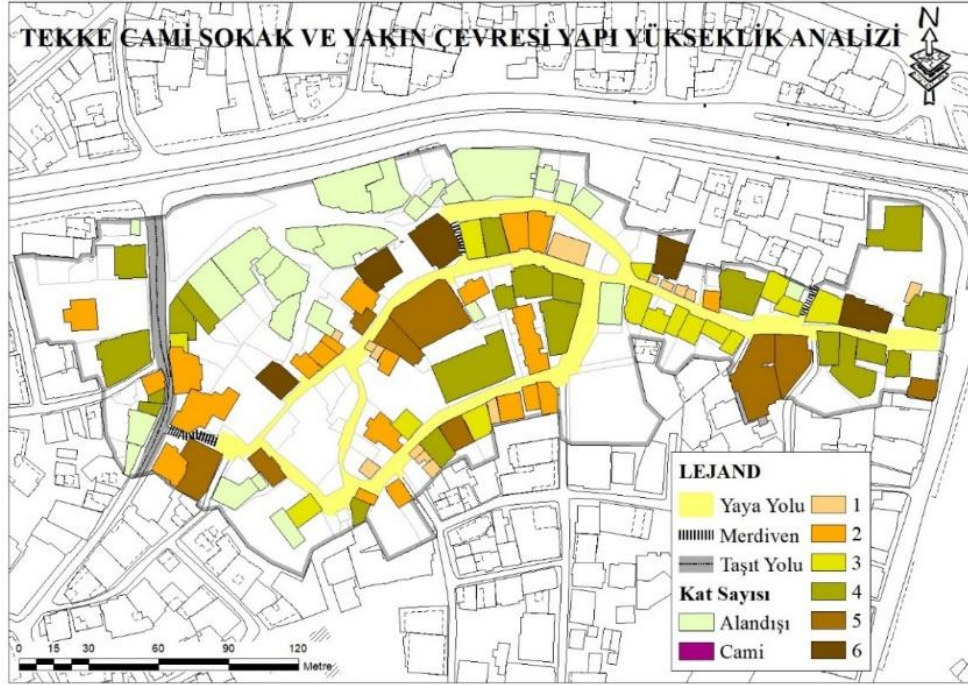 TEKKE CAMİ SOKAK VE YAKIN ÇEVRESİ YAPI YÜKSEKLİK ANALİZİ
N
LEJAND
Yaya Yolu
Merdiven
Taşıt Yolu
Kat Sayısı
Alandışı
Cami
1
2
3
4
5
6
0 15 30 60 90 120
Metre